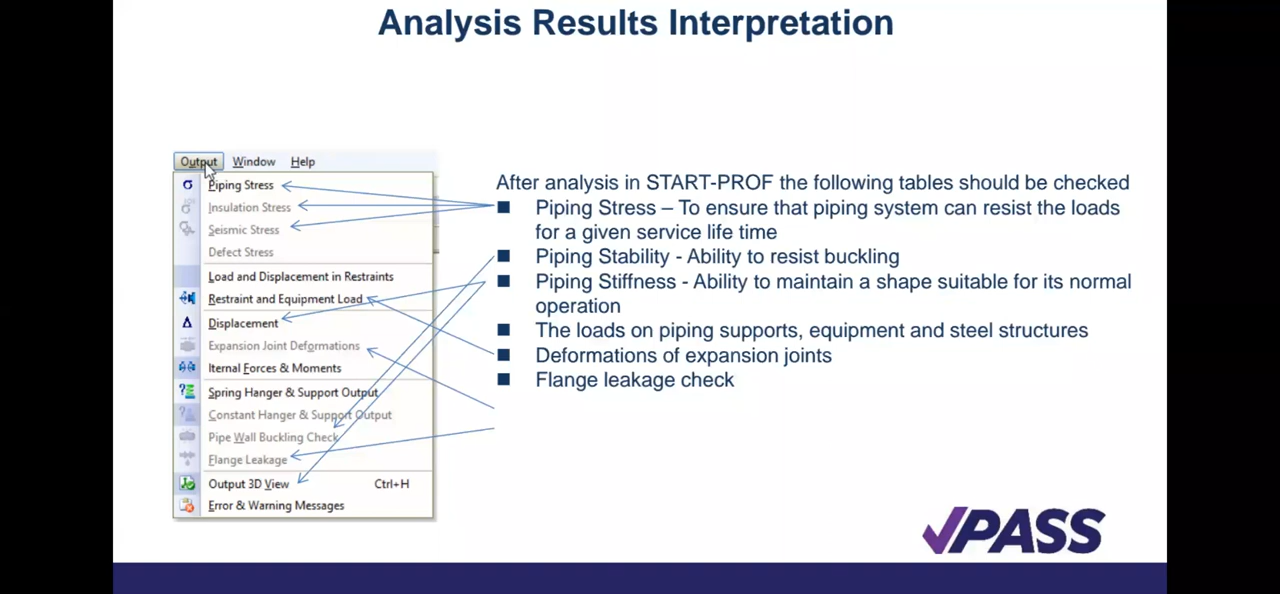 Analysis Results Interpretation
Output Window Help
Piping Stress
Insulation Stress
Seismic Stress
Defect Stress
Load and Displacement in Restraints
Restraint and Equipment Load
Displacement
Expansion Joint Deformations
Iternal Forces & Moments
Spring Hanger & Support Output
Constant Hanger & Support Output
Pipe Wall Buckling Check
Flange Leakage
Output 3D View Ctrl+H
Error & Warning Messages
After analysis in START-PROF the following tables should be checked
■ Piping Stress – To ensure that piping system can resist the loads
for a given service life time
■ Piping Stability - Ability to resist buckling
■ Piping Stiffness - Ability to maintain a shape suitable for its normal
operation
■ The loads on piping supports, equipment and steel structures
■ Deformations of expansion joints
■ Flange leakage check
PASS